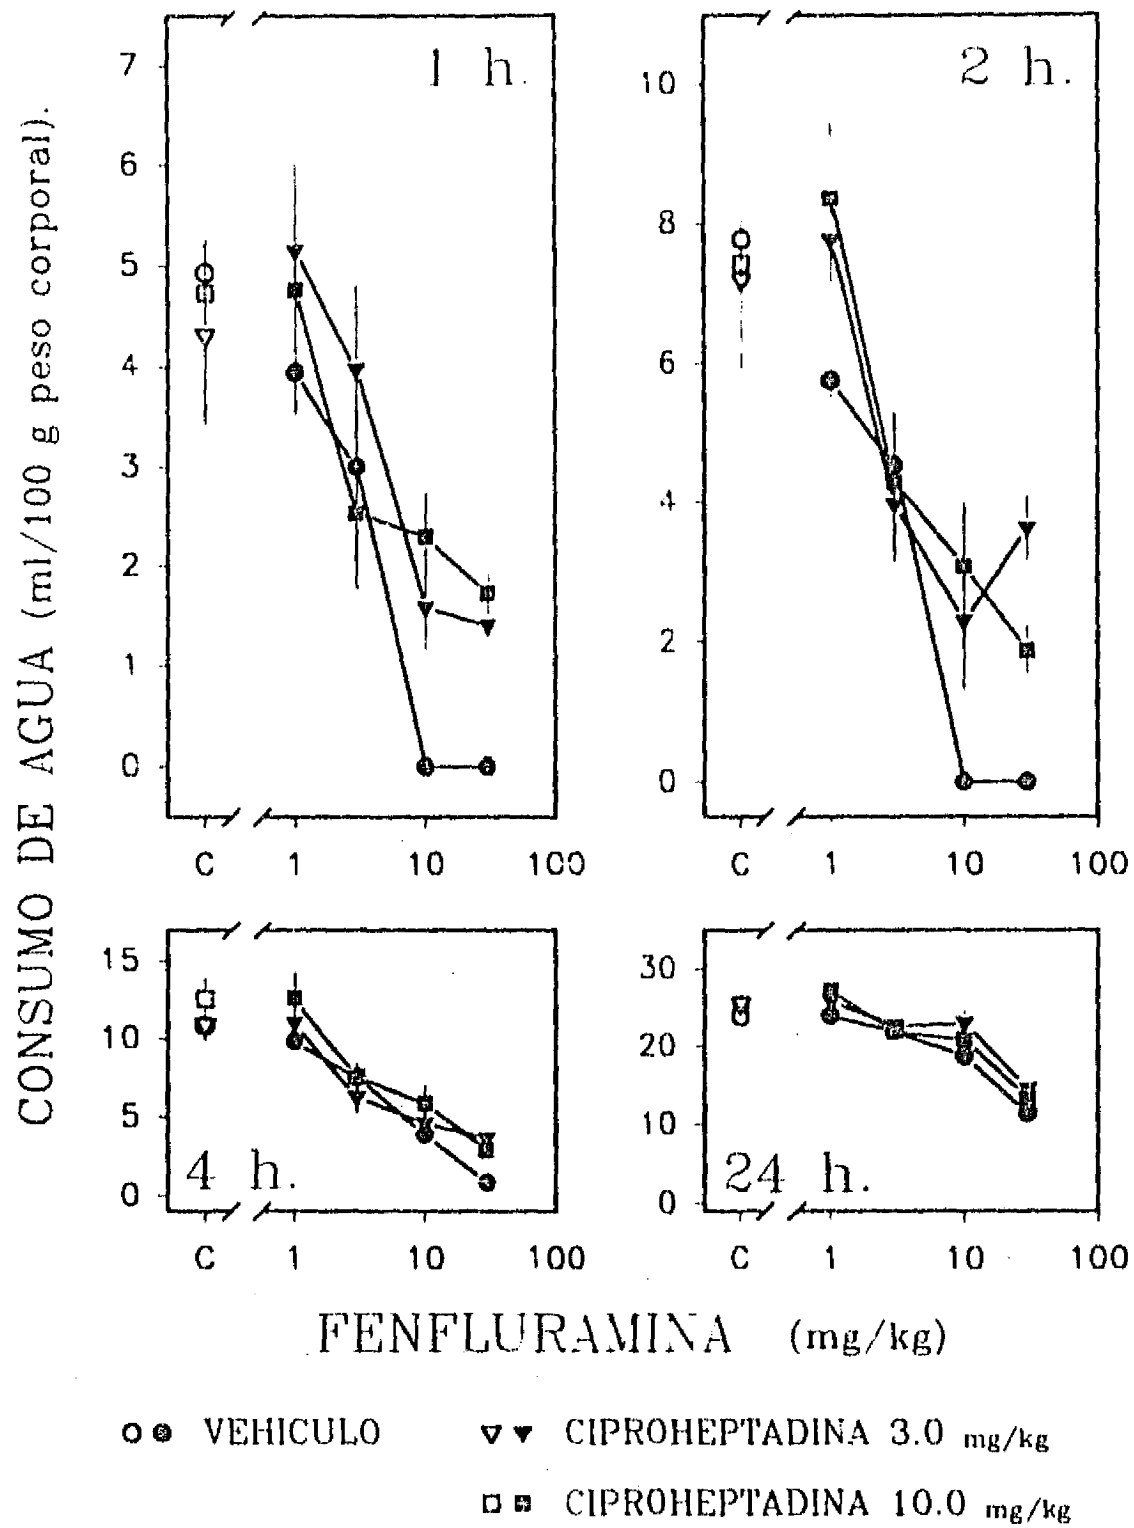 CONSUMO DE AGUA (ml/100 g peso corporal).
1 h.
7
6
5
4
3
2
1
0
C 1 10 100
2 h.
10
8
6
4
2
0
C 1 10 100
4 h.
15
10
5
0
C 1 10 100
24 h.
30
20
10
0
C 1 10 100
FENFLURAMINA (mg/kg)
VEHICULO
CIPROHEPTADINA 3.0 mg/kg
CIPROHEPTADINA 10.0 mg/kg